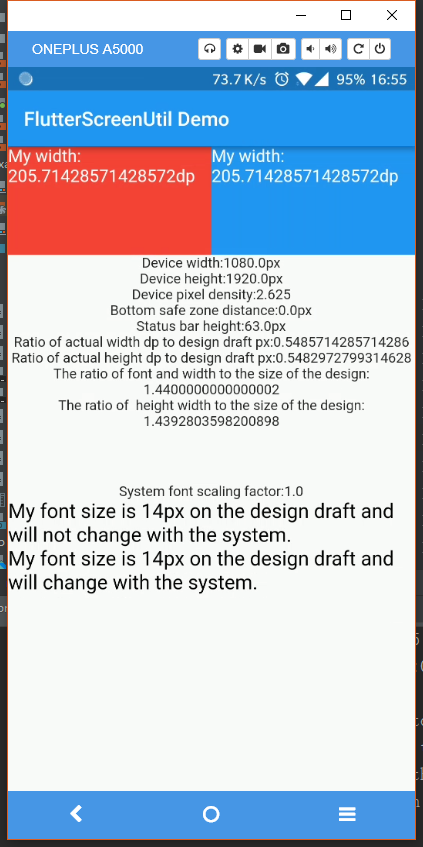 ONEPLUS A5000
73.7 K/s 95% 16:55
FlutterScreenUtil Demo
My width:
205.71428571428572dp
My width:
205.71428571428572dp
Device width:1080.0px
Device height:1920.0px
Device pixel density:2.625
Bottom safe zone distance:0.0px
Status bar height:63.0px
Ratio of actual width dp to design draft px:0.5485714285714286
Ratio of actual height dp to design draft px:0.5482972799314628
The ratio of font and width to the size of the design:
1.4400000000000002
The ratio of  height width to the size of the design:
1.4392803598200898
System font scaling factor:1.0
My font size is 14px on the design draft and
will not change with the system.
My font size is 14px on the design draft and
will change with the system.